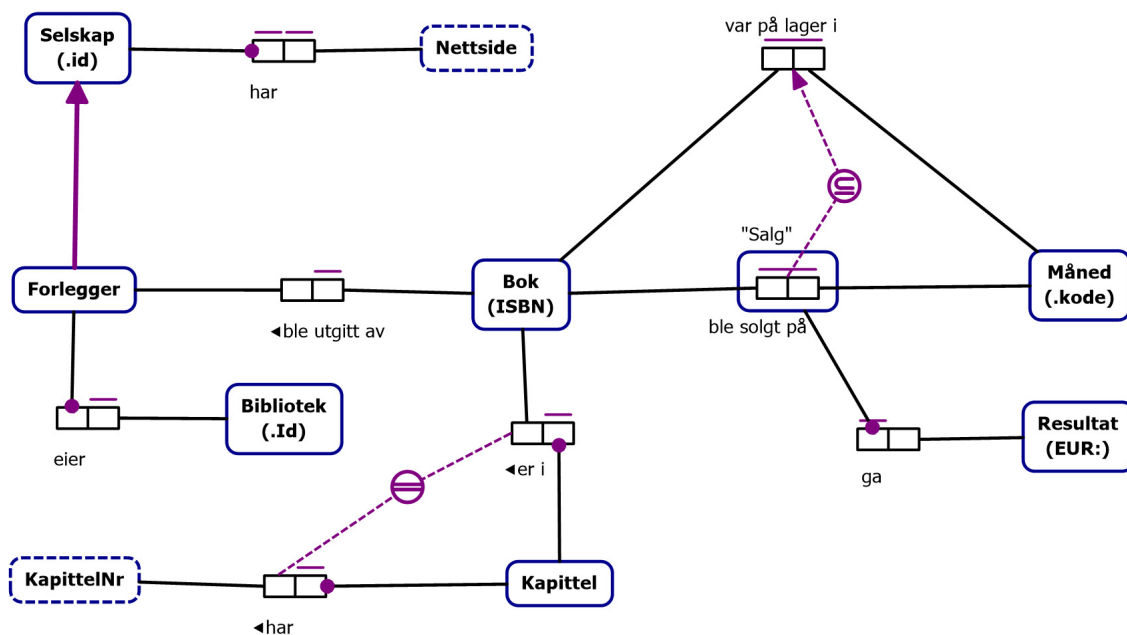 var på lager i
Selskap
(.id)
Nettside
har
"Salg"
Forlegger
Bok
(ISBN)
Måned
(.kode)
◄ble utgitt av
ble solgt på
Bibliotek
(.Id)
Resultat
(EUR:)
eier
◄er i
ga
KapittelNr
Kapittel
◄har